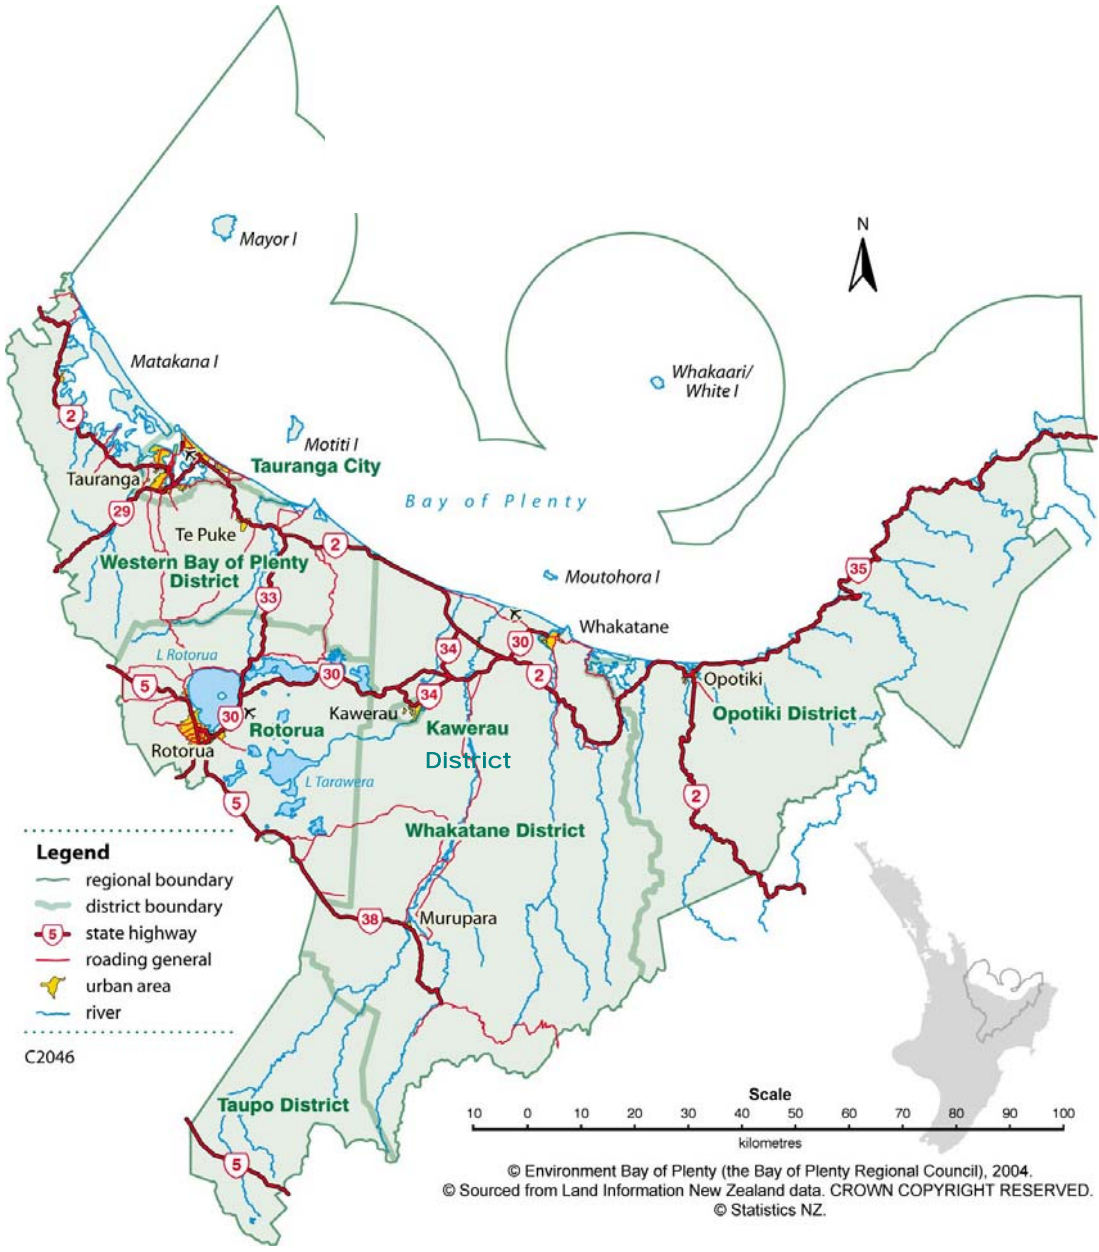 N
Mayor I
Matakana I
Whakaari/
White I
2
Motiti I
Tauranga City
Tauranga
Bay of Plenty
29
Te Puke
2
Western Bay of Plenty
District
35
Moutohora I
33
Whakatane
L Rotorua
34
30
5
30
2
34
Opotiki
Kawerau
30
Opotiki District
Rotorua
Kawerau
Rotorua
District
L Tarawera
5
2
Whakatane District
Legend
regional boundary
district boundary
5
state highway
roading general
urban area
river
C2046
38
Murupara
Taupo District
5
Scale
10 0 10 20 30 40 50 60 70 80 90 100
kilometres
© Environment Bay of Plenty (the Bay of Plenty Regional Council), 2004.
© Sourced from Land Information New Zealand data. CROWN COPYRIGHT RESERVED.
© Statistics NZ.